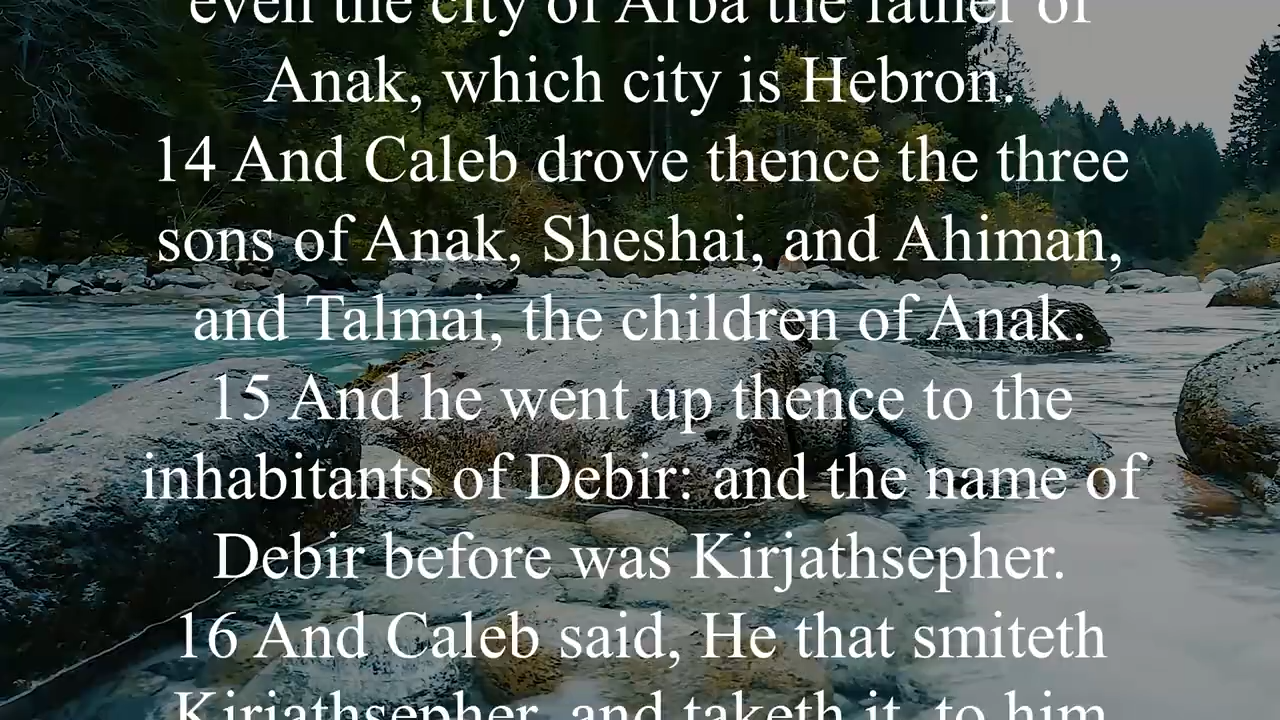 even the city of Arba the father of
Anak, which city is Hebron.
14 And Caleb drove thence the three
sons of Anak, Sheshai, and Ahiman,
and Talmai, the children of Anak.
15 And he went up thence to the
inhabitants of Debir: and the name of
Debir before was Kirjathsepher.
16 And Caleb said, He that smiteth
Kirjathsepher, and taketh it, to him